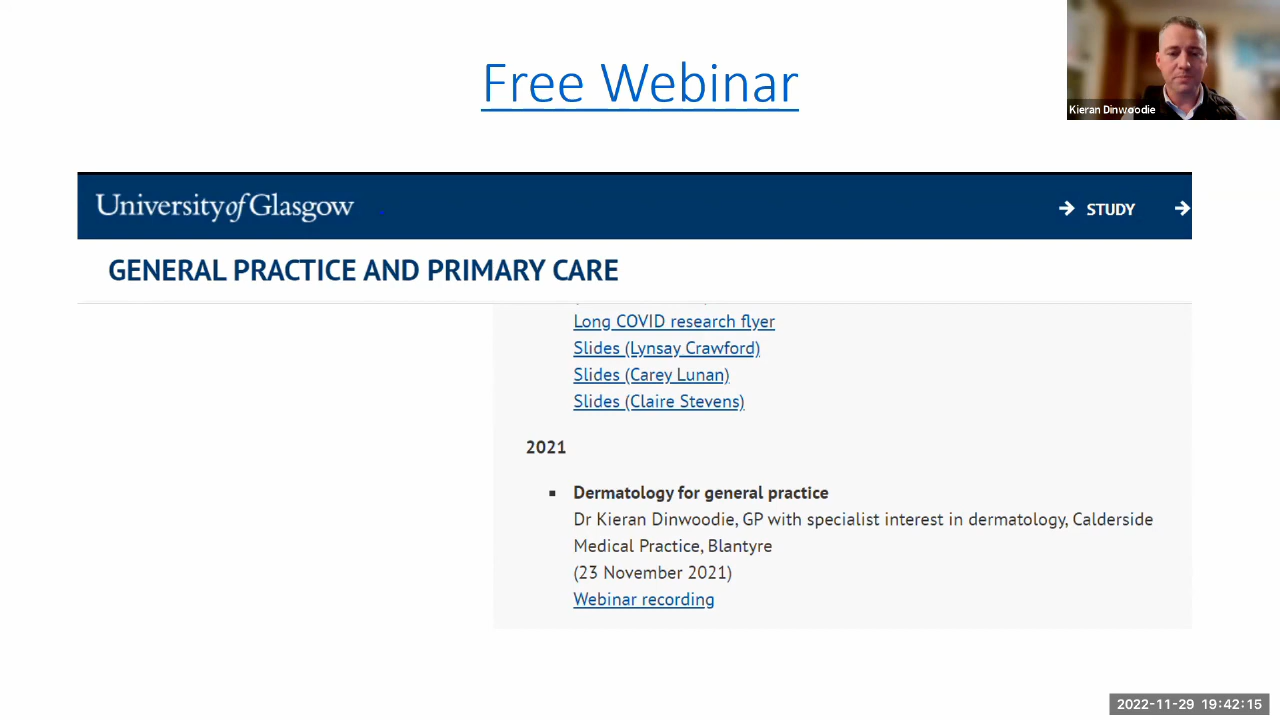 Free Webinar
Kieran Dinwoodie
University of Glasgow
→ STUDY →
GENERAL PRACTICE AND PRIMARY CARE
Long COVID research flyer
Slides (Lynsay Crawford)
Slides (Carey Lunan)
Slides (Claire Stevens)
2021
▪ Dermatology for general practice
Dr Kieran Dinwoodie, GP with specialist interest in dermatology, Calderside
Medical Practice, Blantyre
(23 November 2021)
Webinar recording
2022-11-29 19:42:15